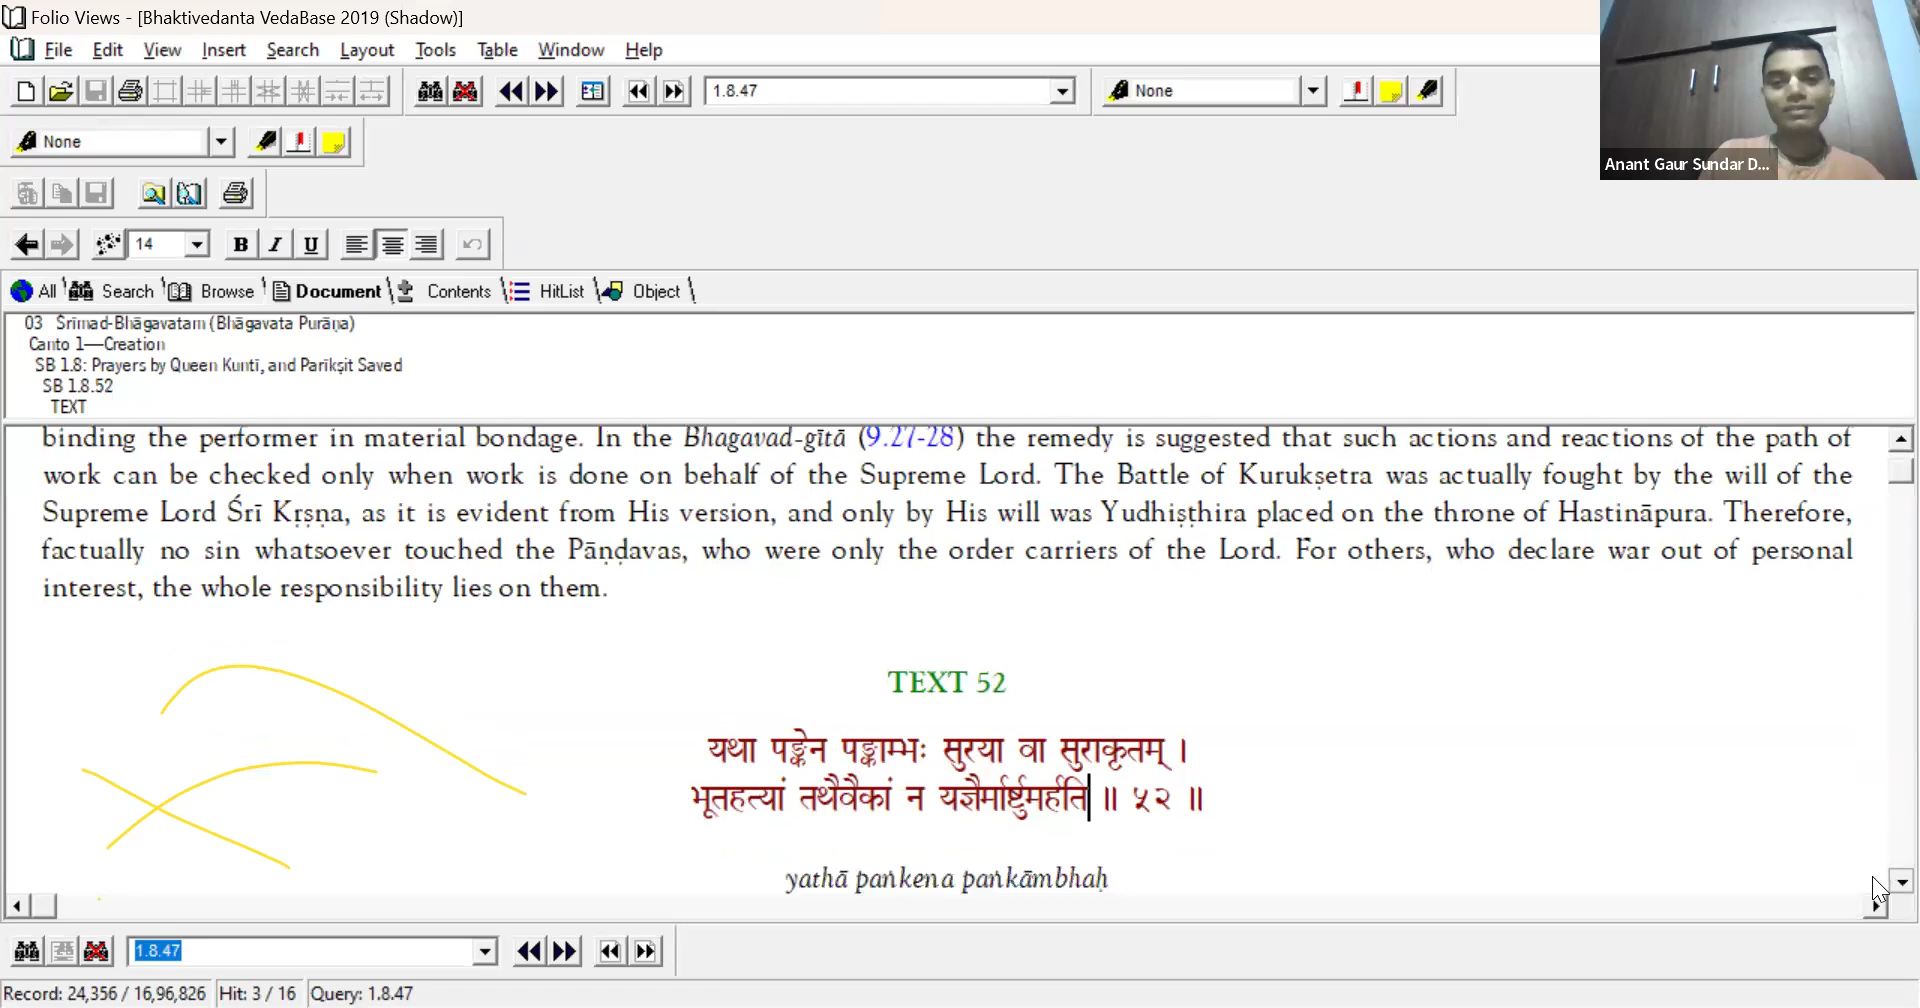 Folio Views - [Bhaktivedanta VedaBase 2019 (Shadow)]
File Edit View Insert Search Layout Tools Table Window Help
1.8.47 None
Anant Gaur Sundar D...
None
14 B I U
All Search Browse Document Contents HitList Object
03 Śrīmad-Bhāgavatam (Bhāgavata Purāṇa)
Canto 1—Creation
SB 1.8: Prayers by Queen Kuntī, and Parīkṣit Saved
SB 1.8.52
TEXT
binding the performer in material bondage. In the Bhagavad-gītā (9.27-28) the remedy is suggested that such actions and reactions of the path of
work can be checked only when work is done on behalf of the Supreme Lord. The Battle of Kurukṣetra was actually fought by the will of the
Supreme Lord Śrī Kṛṣṇa, as it is evident from His version, and only by His will was Yudhiṣṭhira placed on the throne of Hastināpura. Therefore,
factually no sin whatsoever touched the Pāṇḍavas, who were only the order carriers of the Lord. For others, who declare war out of personal
interest, the whole responsibility lies on them.
TEXT 52
यथा पङ्केन पङ्काम्भः सुरया वा सुराकृतम् ।
भूतहत्यां तथैवैकां न यज्ञैर्मार्ष्टुमर्हति ॥ ५२ ॥
yathā paṅkena paṅkāmbhaḥ
1.8.47
Record: 24,356 / 16,96,826 Hit: 3 / 16 Query: 1.8.47